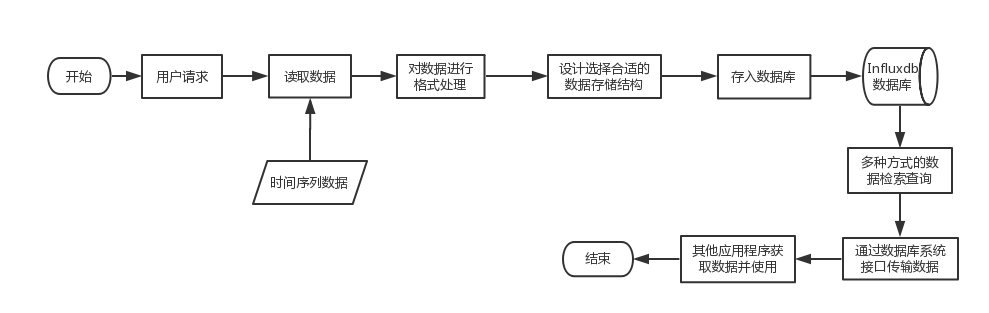 开始
用户请求
读取数据
对数据进行
格式处理
设计选择合适的
数据存储结构
存入数据库
Influxdb
数据库
时间序列数据
多种方式的数
据检索查询
通过数据库系统
接口传输数据
其他应用程序获
取数据并使用
结束